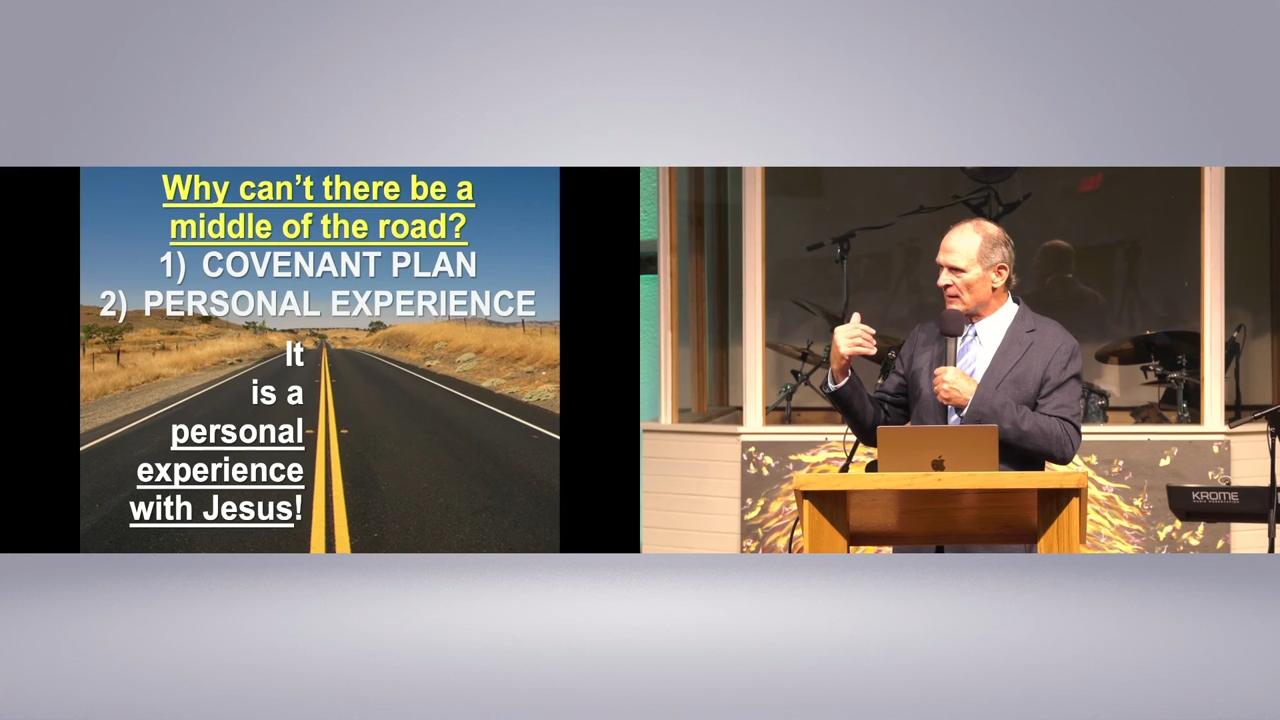 Why can't there be a
middle of the road?
1) COVENANT PLAN
2) PERSONAL EXPERIENCE
It
is a
personal
experience
with Jesus!
KROME